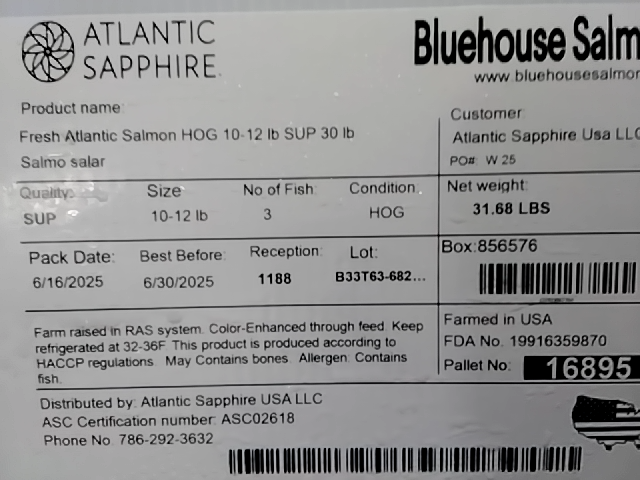 ATLANTIC
SAPPHIRE
Bluehouse Salm
www.bluehousesalmon
Product name:
Fresh Atlantic Salmon HOG 10-12 lb SUP 30 lb
Salmo salar
Customer
Atlantic Sapphire Usa LLC
PO#: W 25
Quality:
SUP
Size
10-12 lb
No of Fish:
3
Condition
HOG
Net weight:
31.68 LBS
Pack Date:
6/16/2025
Best Before:
6/30/2025
Reception:
1188
Lot:
B33T63-682...
Box:856576
Farm raised in RAS system. Color-Enhanced through feed. Keep
refrigerated at 32-36F. This product is produced according to
HACCP regulations. May Contains bones. Allergen: Contains
fish.
Farmed in USA
FDA No. 19916359870
Pallet No: 16895
Distributed by: Atlantic Sapphire USA LLC
ASC Certification number: ASC02618
Phone No. 786-292-3632